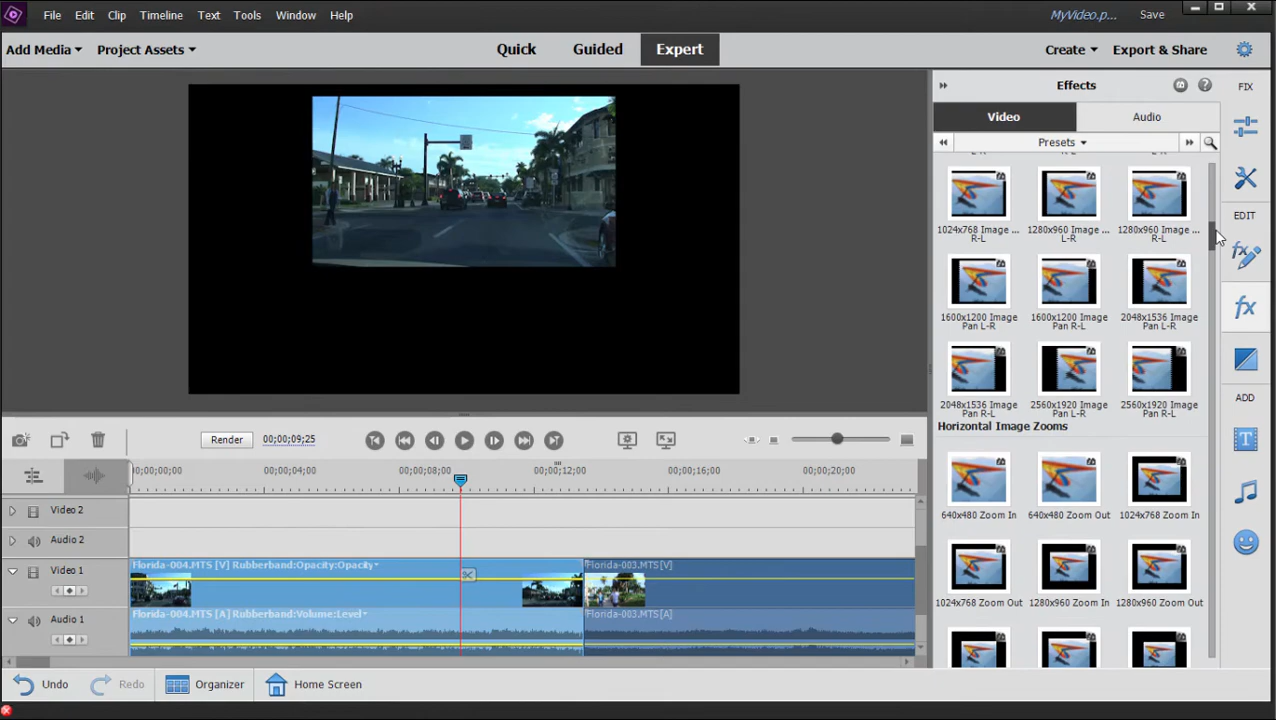 File Edit Clip Timeline Text Tools Window Help MyVideo.p... Save
Add Media Project Assets Quick Guided Expert Create Export & Share
Effects FIX
Video Audio
Presets
L-R R-L L-R
1024x768 Image ... R-L
1280x960 Image ... L-R
1280x960 Image ... R-L
EDIT
1600x1200 Image Pan L-R
1600x1200 Image Pan R-L
2048x1536 Image Pan L-R
2048x1536 Image Pan R-L
2560x1920 Image Pan L-R
2560x1920 Image Pan R-L
ADD
Horizontal Image Zooms
640x480 Zoom In 640x480 Zoom Out 1024x768 Zoom In
1024x768 Zoom Out 1280x960 Zoom In 1280x960 Zoom Out
Render 00;00;09;25
00;00;00;00 00;00;06;00 00;00;08;00 00;00;12;00 00;00;16;00 00;00;20;00
Video 2
Audio 2
Video 1 Florida-004.MTS [V] Rubberband:Opacity:Opacity Florida-003.MTS[V]
Audio 1 Florida-004.MTS [A] Rubberband:Volume:Level Florida-003.MTS[A]
Undo Redo Organizer Home Screen